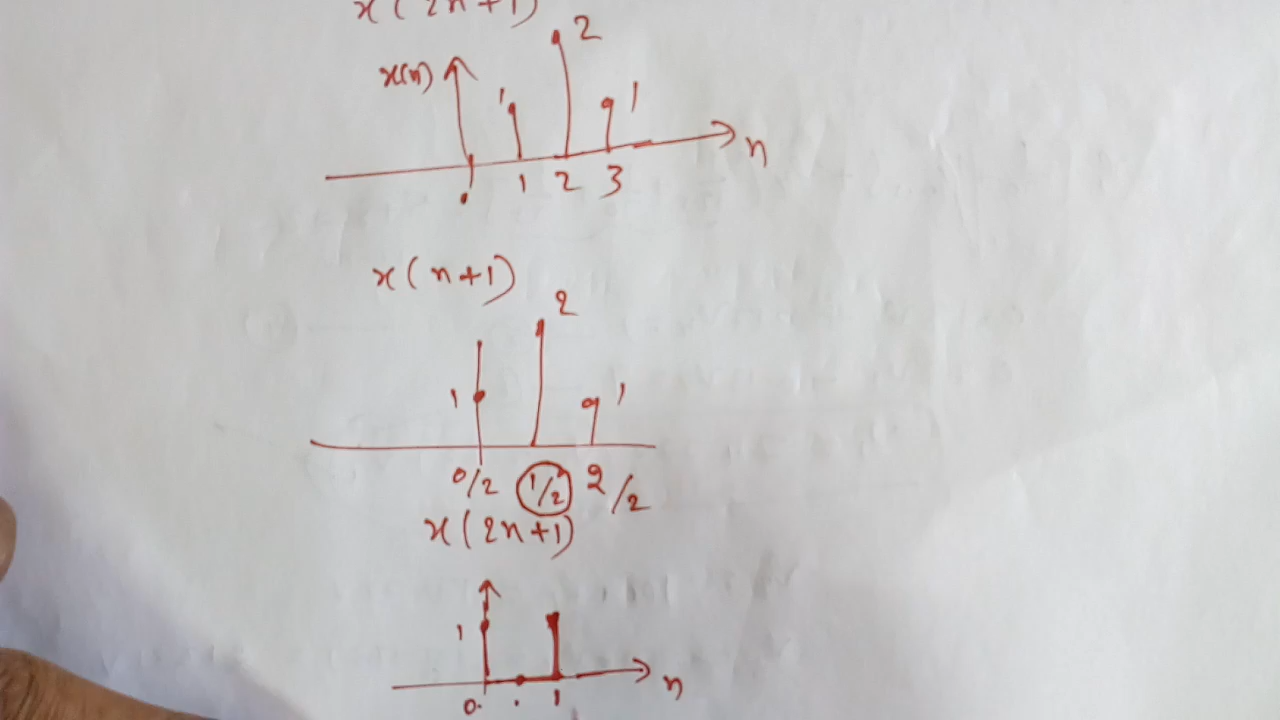 x(2n+1)
2
x(n)
1
1
n
1 2 3
x(n+1)
2
1
1
0/2 1/2 2/2
x(2n+1)
1
0 1
n